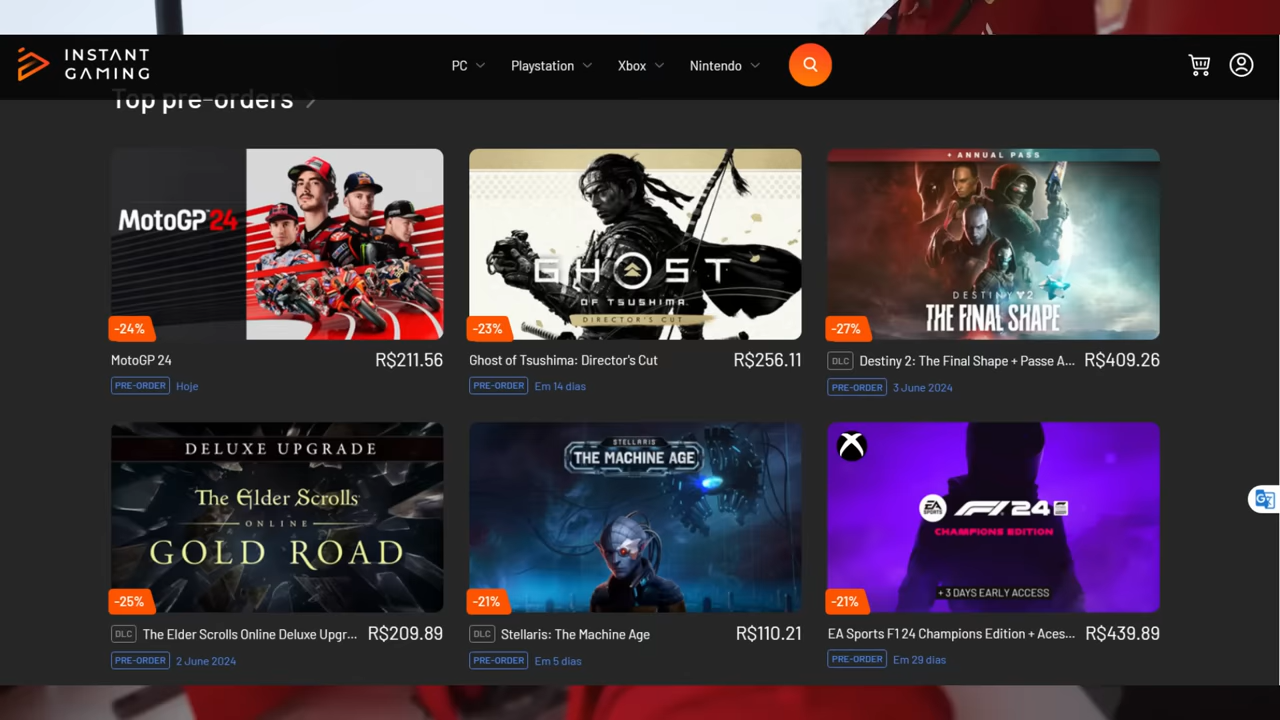 INSTANT
GAMING
PC
Playstation
Xbox
Nintendo
Top pre-orders
MotoGP 24
-24%
MotoGP 24
R$211.56
PRE-ORDER Hoje
GHOST
OF TSUSHIMA
DIRECTOR'S CUT
-23%
Ghost of Tsushima: Director's Cut
R$256.11
PRE-ORDER Em 14 dias
+ ANNUAL PASS
DESTINY 2
THE FINAL SHAPE
-27%
DLC Destiny 2: The Final Shape + Passe A...
R$409.26
PRE-ORDER 3 June 2024
DELUXE UPGRADE
The Elder Scrolls
ONLINE
GOLD ROAD
-25%
DLC The Elder Scrolls Online Deluxe Upgr...
R$209.89
PRE-ORDER 2 June 2024
STELLARIS
THE MACHINE AGE
-21%
DLC Stellaris: The Machine Age
R$110.21
PRE-ORDER Em 5 dias
EA SPORTS F1 24
CHAMPIONS EDITION
+ 3 DAYS EARLY ACCESS
-21%
EA Sports F1 24 Champions Edition + Aces...
R$439.89
PRE-ORDER Em 29 dias